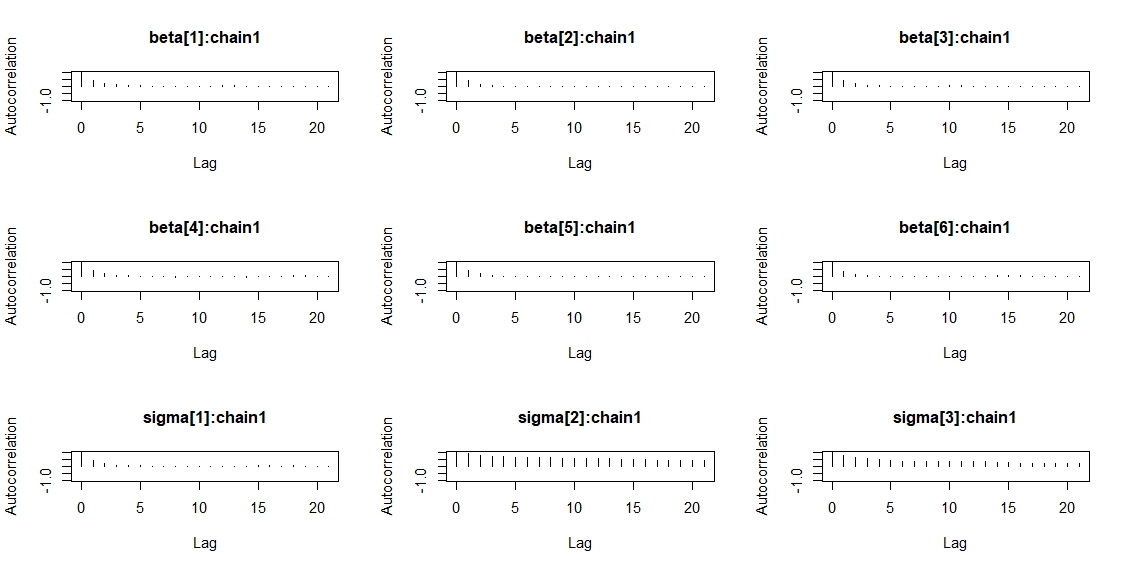 beta[1]:chain1
Autocorrelation
-1.0
0 5 10 15 20
Lag
beta[2]:chain1
Autocorrelation
-1.0
0 5 10 15 20
Lag
beta[3]:chain1
Autocorrelation
-1.0
0 5 10 15 20
Lag
beta[4]:chain1
Autocorrelation
-1.0
0 5 10 15 20
Lag
beta[5]:chain1
Autocorrelation
-1.0
0 5 10 15 20
Lag
beta[6]:chain1
Autocorrelation
-1.0
0 5 10 15 20
Lag
sigma[1]:chain1
Autocorrelation
-1.0
0 5 10 15 20
Lag
sigma[2]:chain1
Autocorrelation
-1.0
0 5 10 15 20
Lag
sigma[3]:chain1
Autocorrelation
-1.0
0 5 10 15 20
Lag